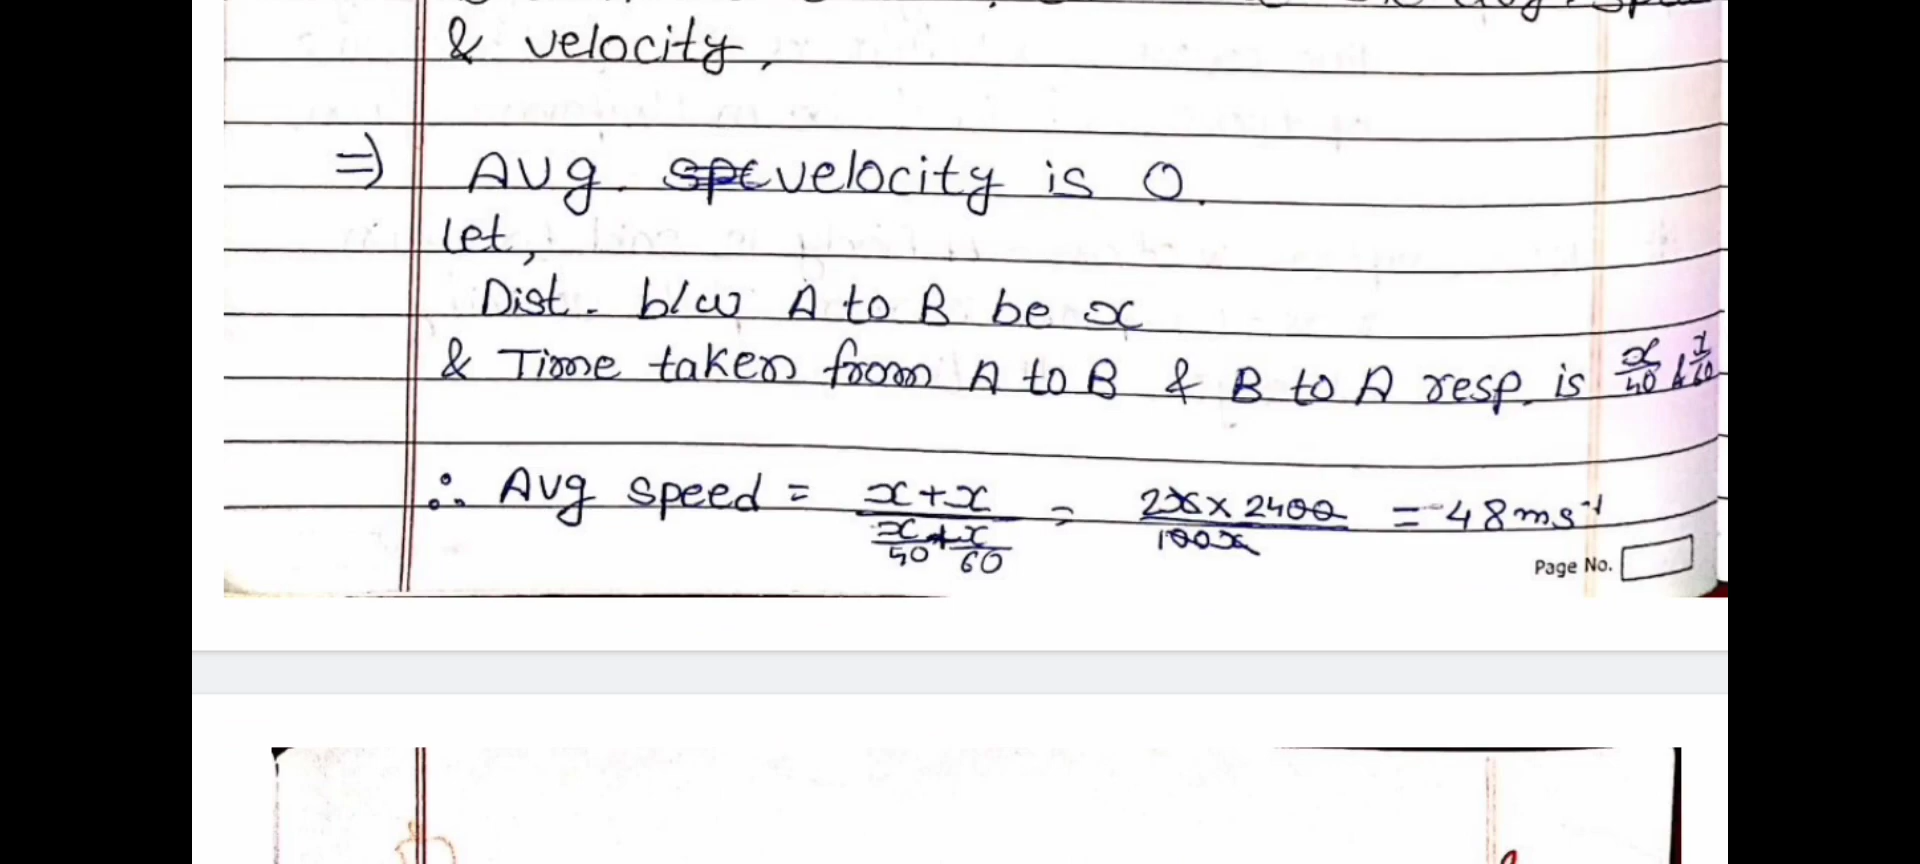 & velocity,
=) Avg. velocity is 0.
let,
Dist. b/w A to B be x
& Time taken from A to B & B to A resp. is x/40 & x/60
∴ Avg speed = x+x / (x/40 + x/60) = 2x × 2400 / 100x = 48 ms⁻¹
Page No.